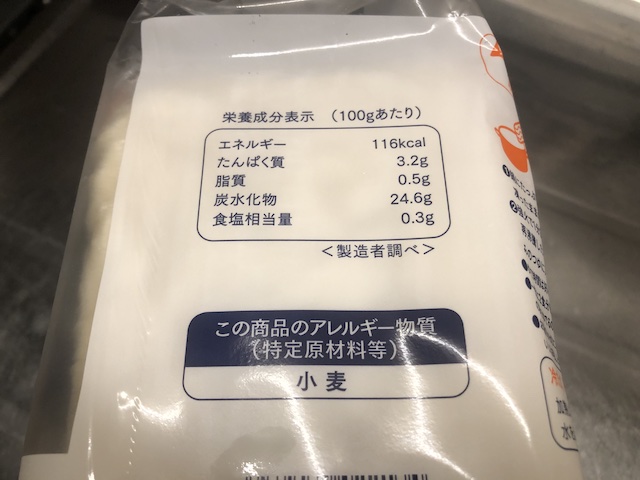 栄養成分表示 (100gあたり)
エネルギー 116kcal
たんぱく質 3.2g
脂質 0.5g
炭水化物 24.6g
食塩相当量 0.3g
<製造者調べ>
この商品のアレルギー物質
(特定原材料等)
小麦